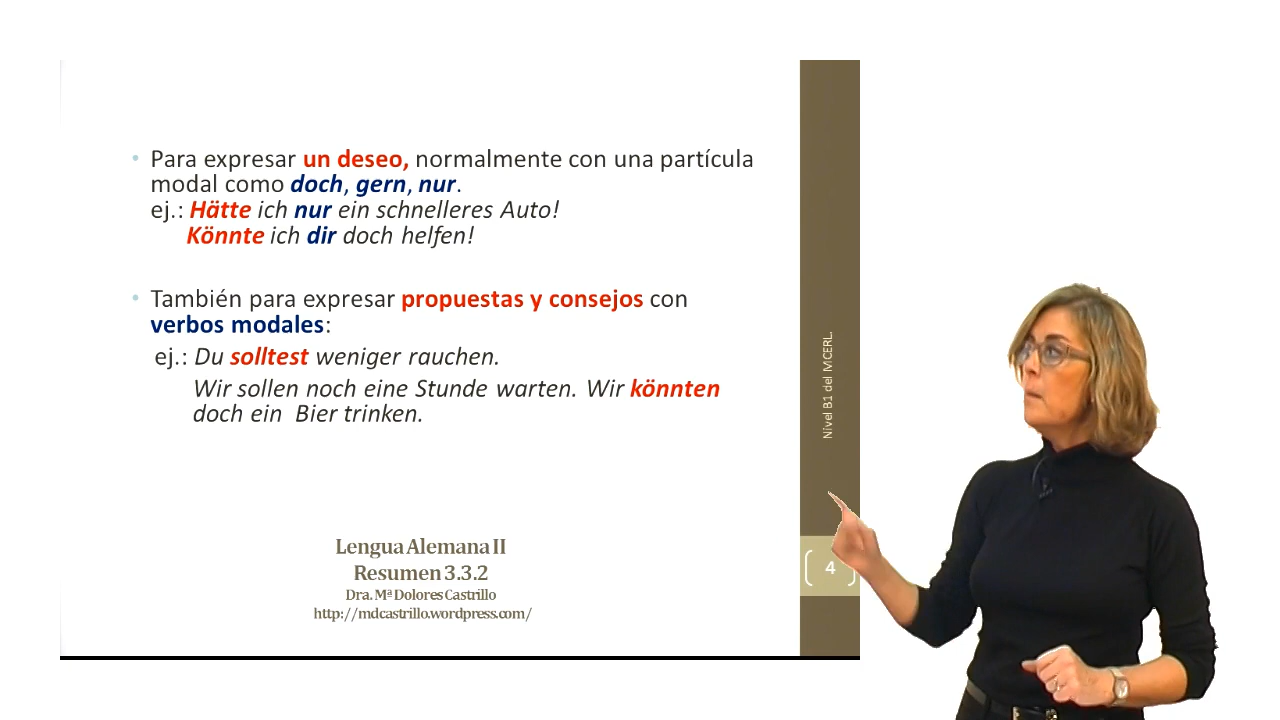 Para expresar un deseo, normalmente con una partícula
modal como doch, gern, nur.
ej.: Hätte ich nur ein schnelleres Auto!
Könnte ich dir doch helfen!
También para expresar propuestas y consejos con
verbos modales:
ej.: Du solltest weniger rauchen.
Wir sollen noch eine Stunde warten. Wir könnten
doch ein Bier trinken.
Lengua Alemana II
Resumen 3.3.2
Dra. Mª Dolores Castrillo
http://mdcastrillo.wordpress.com/
Nivel B1 del MCERL.
4